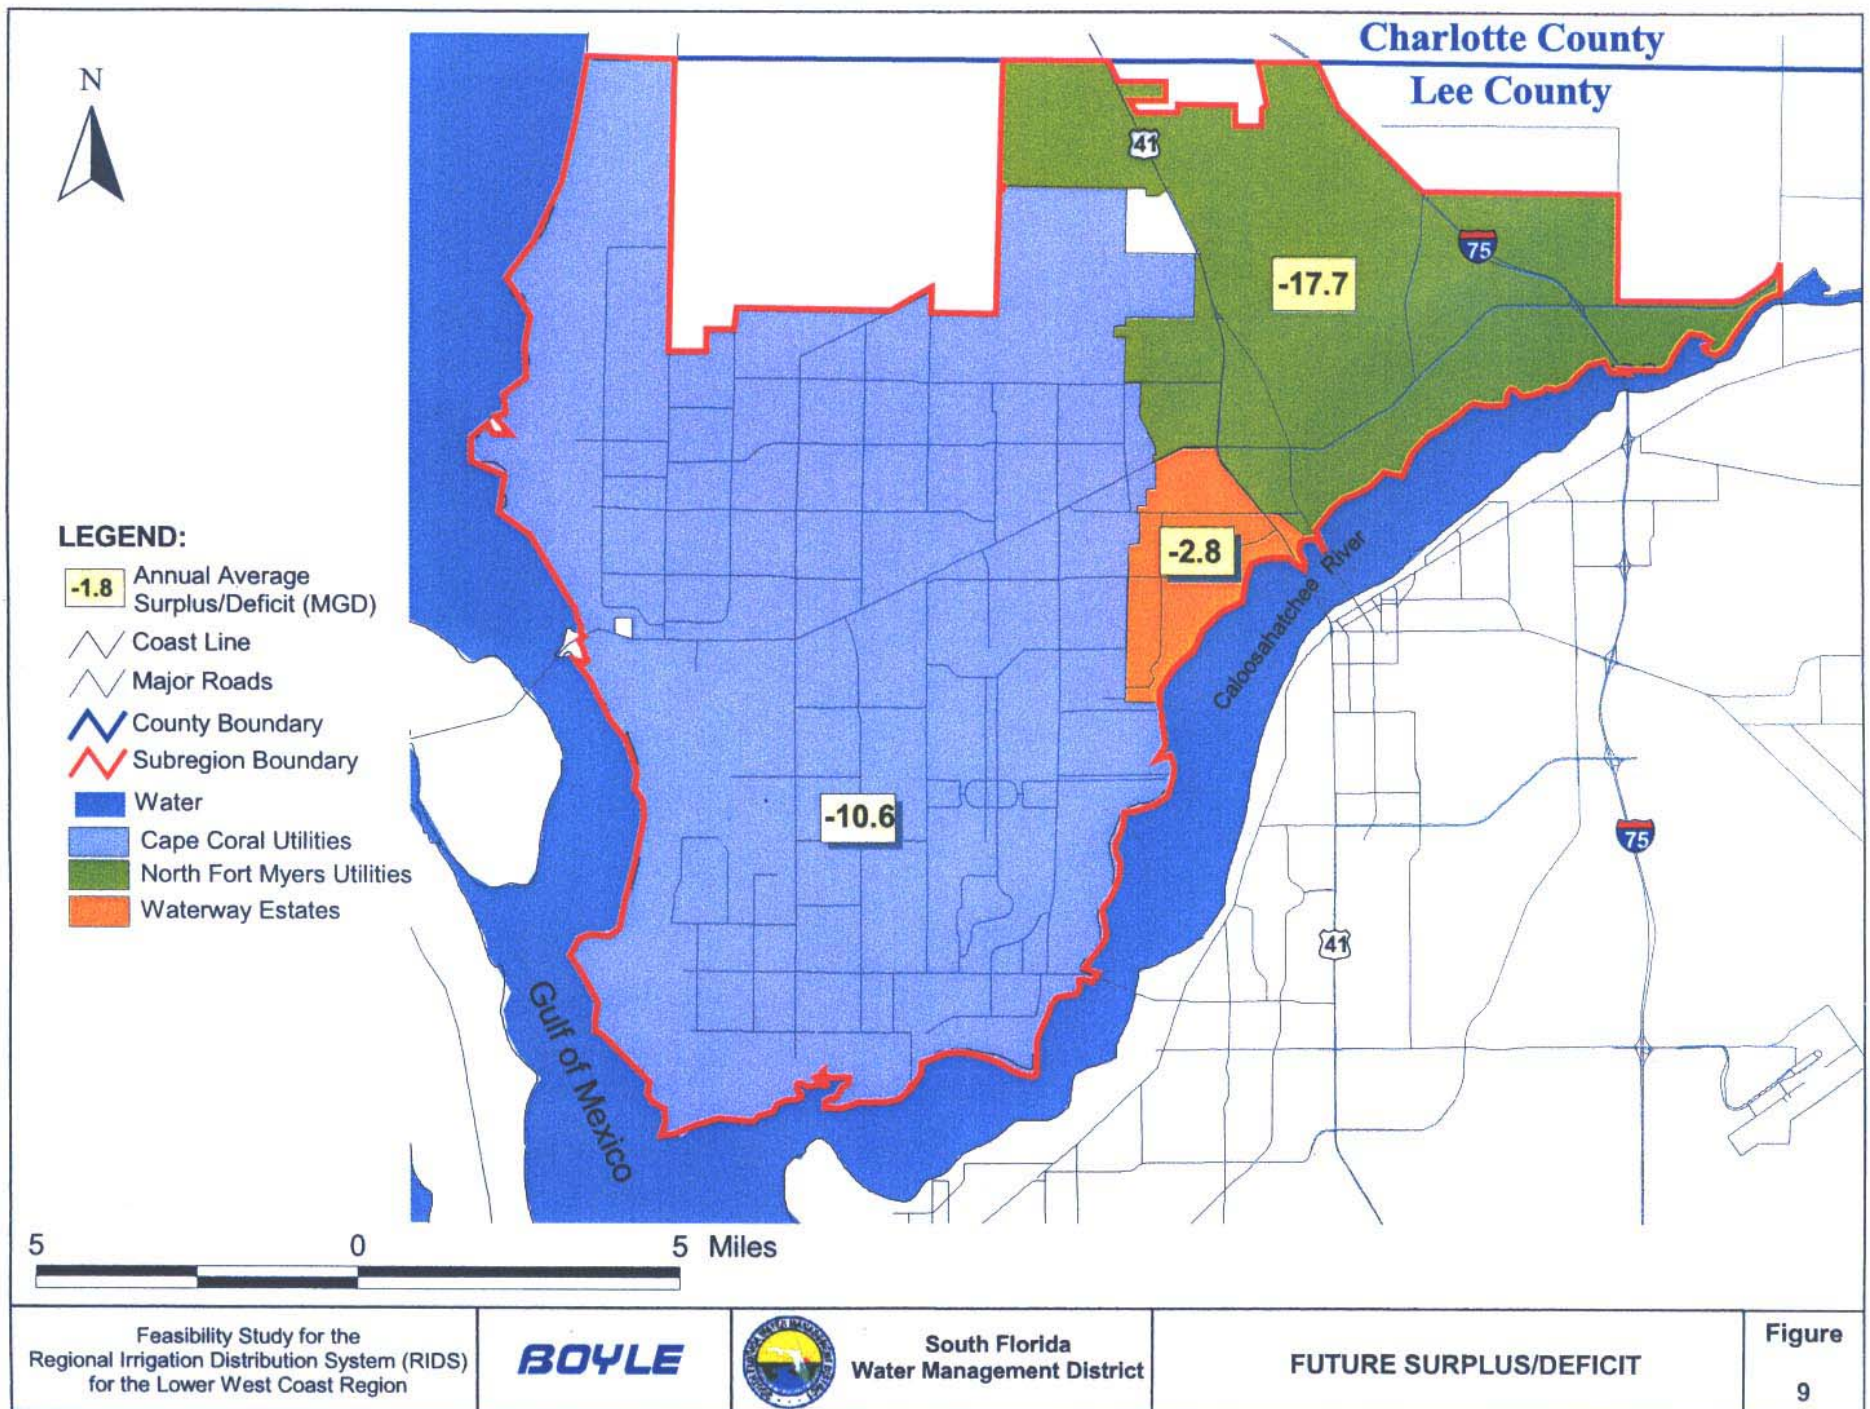 Charlotte County
Lee County
N
41
75
-17.7
-2.8
-10.6
Caloosahatchee River
75
41
Gulf of Mexico
LEGEND:
-1.8
Annual Average
Surplus/Deficit (MGD)
Coast Line
Major Roads
County Boundary
Subregion Boundary
Water
Cape Coral Utilities
North Fort Myers Utilities
Waterway Estates
5 0 5 Miles
Feasibility Study for the
Regional Irrigation Distribution System (RIDS)
for the Lower West Coast Region
BOYLE
South Florida
Water Management District
FUTURE SURPLUS/DEFICIT
Figure
9